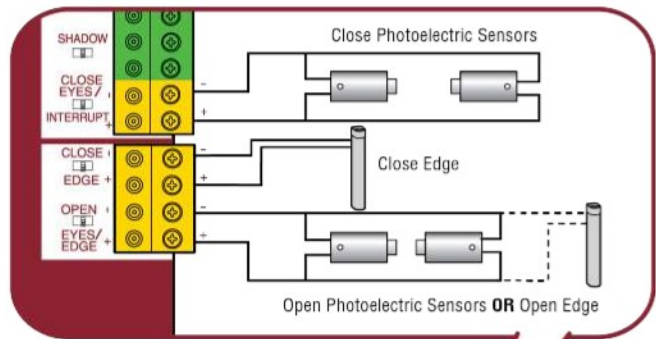 SHADOW
Close Photoelectric Sensors
CLOSE
EYES/ -
INTERRUPT +
-
+
CLOSE -
EDGE +
-
+
Close Edge
OPEN -
EYES/
EDGE +
-
+
Open Photoelectric Sensors OR Open Edge